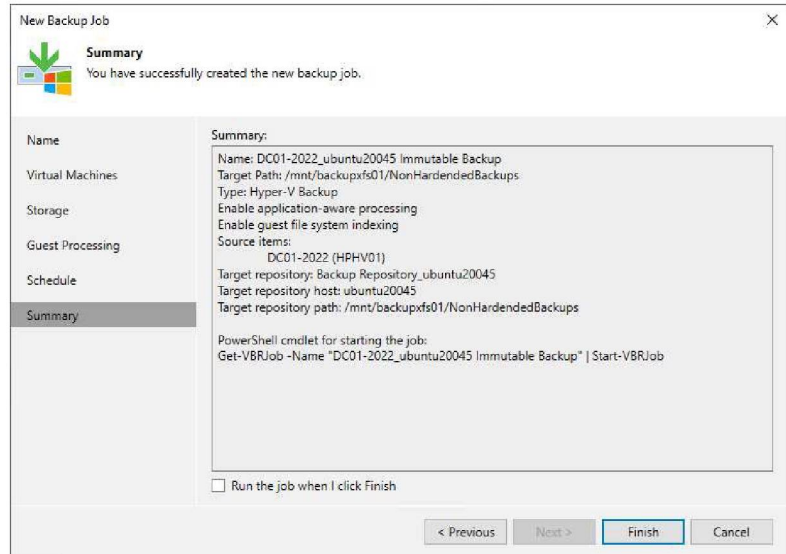 New Backup Job
Summary
You have successfully created the new backup job.
Name
Virtual Machines
Storage
Guest Processing
Schedule
Summary
Summary:
Name: DC01-2022_ubuntu20045 Immutable Backup
Target Path: /mnt/backupxfs01/NonHardendedBackups
Type: Hyper-V Backup
Enable application-aware processing
Enable guest file system indexing
Source items:
DC01-2022 (HPHV01)
Target repository: Backup Repository_ubuntu20045
Target repository host: ubuntu20045
Target repository path: /mnt/backupxfs01/NonHardendedBackups
PowerShell cmdlet for starting the job:
Get-VBRJob -Name "DC01-2022_ubuntu20045 Immutable Backup" | Start-VBRJob
Run the job when I click Finish
< Previous
Next >
Finish
Cancel